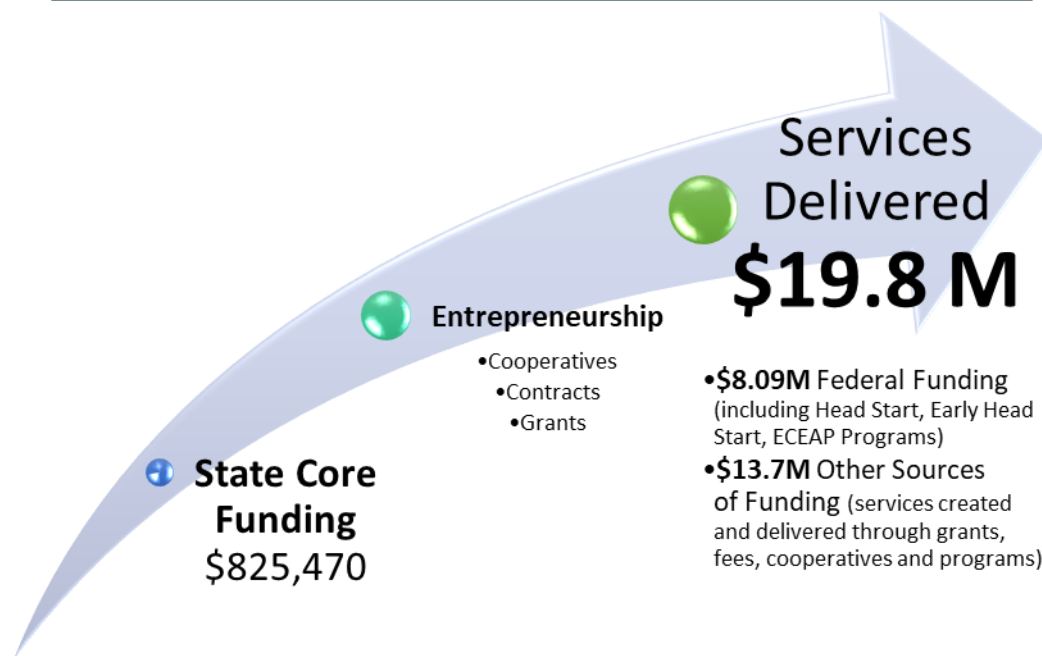 State Core
Funding
$825,470
Entrepreneurship
•Cooperatives
•Contracts
•Grants
Services
Delivered
$19.8 M
•$8.09M Federal Funding
(including Head Start, Early Head
Start, ECEAP Programs)
•$13.7M Other Sources
of Funding (services created
and delivered through grants,
fees, cooperatives and programs)